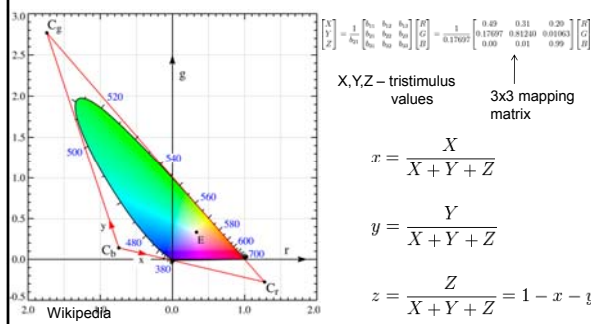 3.0
C_g
2.5
g
2.0
520
1.5
500
540
1.0
560
0.5
580
y
E
600
C_b
480
r
x
0.0
380
700
C_r
-0.5
Wikipedia
0.0
1.0
2.0
[X Y Z] = 1/b₂₁ [b₁₁ b₁₂ b₁₃; b₂₁ b₂₂ b₂₃; b₃₁ b₃₂ b₃₃] [R G B] = 1/0.17697 [0.49 0.31 0.20; 0.17697 0.81240 0.01063; 0.00 0.01 0.99] [R G B]
X,Y,Z – tristimulus
values
3x3 mapping
matrix
x = X / (X + Y + Z)
y = Y / (X + Y + Z)
z = Z / (X + Y + Z) = 1 − x − y